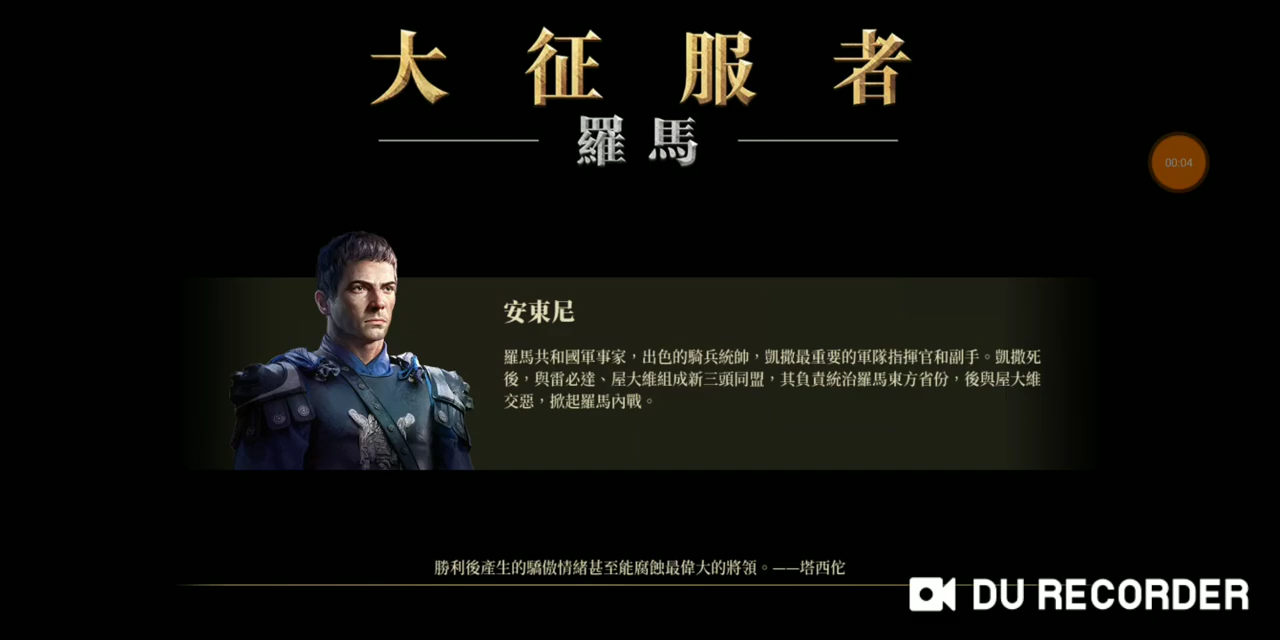 大征服者
羅馬
00:04
安東尼
羅馬共和國軍事家，出色的騎兵統帥，凱撒最重要的軍隊指揮官和副手。凱撒死
後，與雷必達、屋大維組成新三頭同盟，其負責統治羅馬東方省份，後與屋大維
交惡，掀起羅馬內戰。
勝利後產生的驕傲情緒甚至能腐蝕最偉大的將領。——塔西佗
DU RECORDER